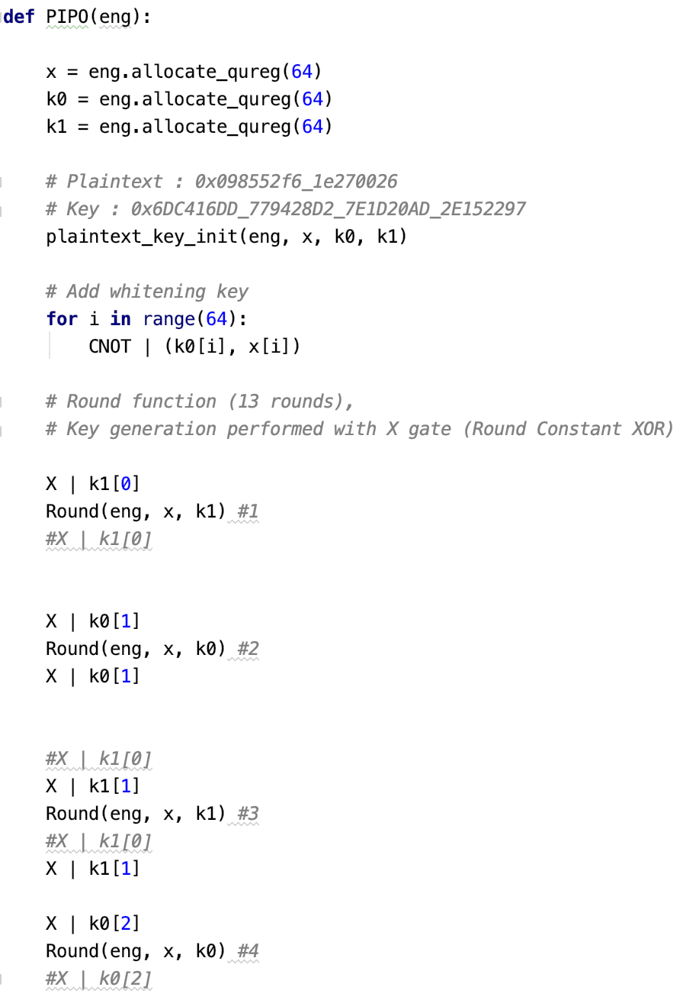 def PIPO(eng):
x = eng.allocate_qureg(64)
k0 = eng.allocate_qureg(64)
k1 = eng.allocate_qureg(64)
# Plaintext : 0x098552f6_1e270026
# Key : 0x6DC416DD_779428D2_7E1D20AD_2E152297
plaintext_key_init(eng, x, k0, k1)
# Add whitening key
for i in range(64):
CNOT | (k0[i], x[i])
# Round function (13 rounds),
# Key generation performed with X gate (Round Constant XOR)
X | k1[0]
Round(eng, x, k1) #1
#X | k1[0]
X | k0[1]
Round(eng, x, k0) #2
X | k0[1]
#X | k1[0]
X | k1[1]
Round(eng, x, k1) #3
#X | k1[0]
X | k1[1]
X | k0[2]
Round(eng, x, k0) #4
#X | k0[2]